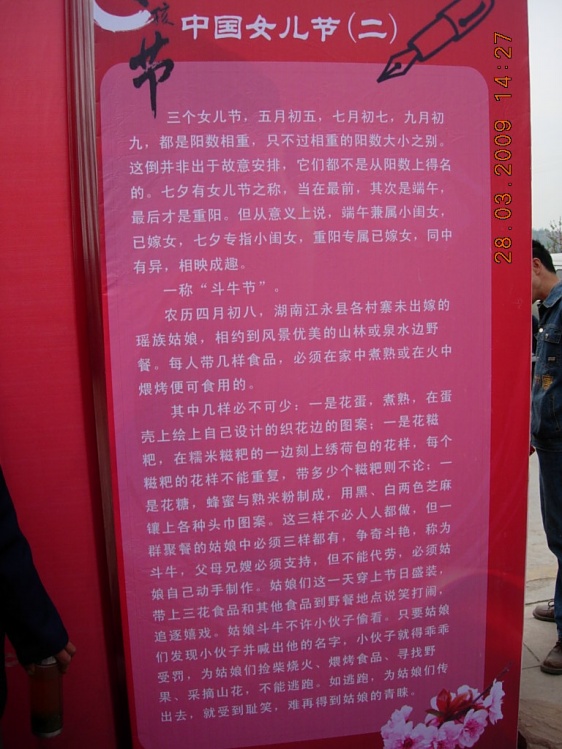 孩
节
中国女儿节(二)
三个女儿节，五月初五，七月初七，九月初
九，都是阳数相重，只不过相重的阳数大小之别。
这倒并非出于故意安排，它们都不是从阳数上得名
的。七夕有女儿节之称，当在最前，其次是端午，
最后才是重阳。但从意义上说，端午兼属小闺女，
已嫁女，七夕专指小闺女，重阳专属已嫁女，同中
有异，相映成趣。
一称“斗牛节”。
农历四月初八，湖南江永县各村寨未出嫁的
瑶族姑娘，相约到风景优美的山林或泉水边野
餐。每人带几样食品，必须在家中煮熟或在火中
煨烤便可食用的。
其中几样必不可少：一是花蛋，煮熟，在蛋
壳上绘上自己设计的织花边的图案；一是花糍
粑，在糯米糍粑的一边刻上绣荷包的花样，每个
糍粑的花样不能重复，带多少个糍粑则不论；一
是花糖，蜂蜜与熟米粉制成，用黑、白两色芝麻
镶上各种头巾图案。这三样不必人人都做，但一
群聚餐的姑娘中必须三样都有，争奇斗艳，称为
斗牛，父母兄嫂必须支持，但不能代劳，必须姑
娘自己动手制作。姑娘们这一天穿上节日盛装，
带上三花食品和其他食品到野餐地点说笑打闹，
追逐嬉戏。姑娘斗牛不许小伙子偷看。只要姑娘
们发现小伙子并喊出他的名字，小伙子就得乖乖
受罚，为姑娘们捡柴烧火、煨烤食品、寻找野
果、采摘山花，不能逃跑。如逃跑，为姑娘们传
出去，就受到耻笑，难再得到姑娘的青睐。
28.03.2009 14:27